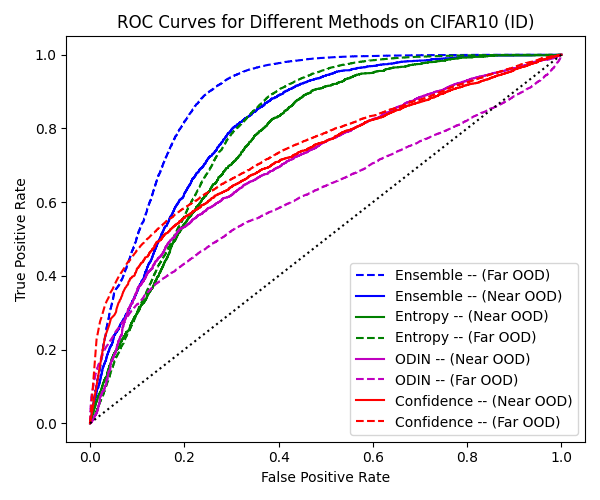 ROC Curves for Different Methods on CIFAR10 (ID)
True Positive Rate
1.0
0.8
0.6
0.4
0.2
0.0
Ensemble -- (Far OOD)
Ensemble -- (Near OOD)
Entropy -- (Near OOD)
Entropy -- (Far OOD)
ODIN -- (Near OOD)
ODIN -- (Far OOD)
Confidence -- (Near OOD)
Confidence -- (Far OOD)
0.0 0.2 0.4 0.6 0.8 1.0
False Positive Rate